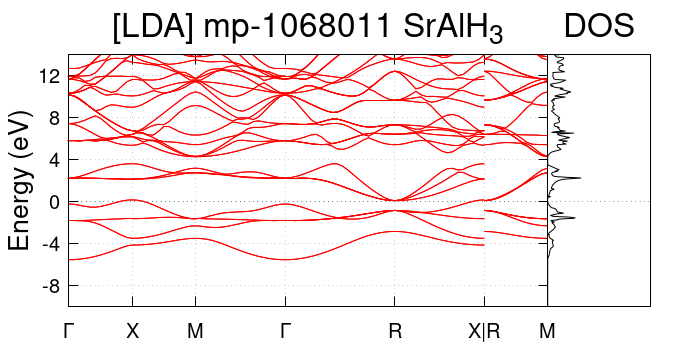 [LDA] mp-1068011 SrAlH3 DOS
Energy (eV)
12
8
4
0
-4
-8
Γ X M Γ R X|R M